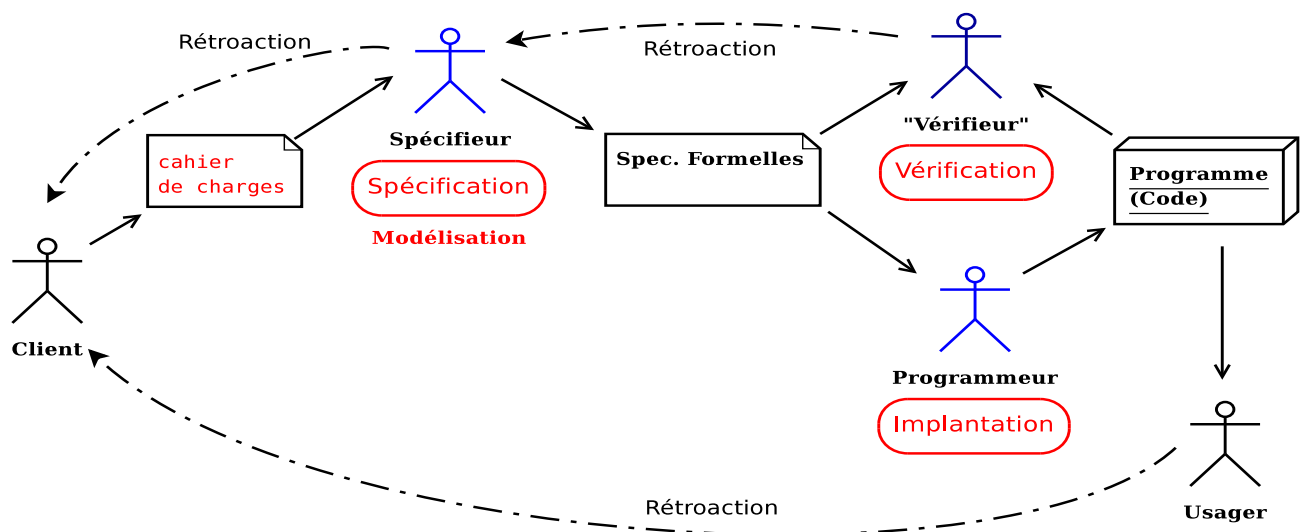 Rétroaction
Rétroaction
Spécifieur
"Vérifieur"
cahier
de charges
Spec. Formelles
Spécification
Vérification
Programme
(Code)
Modélisation
Client
Programmeur
Implantation
Rétroaction
Usager